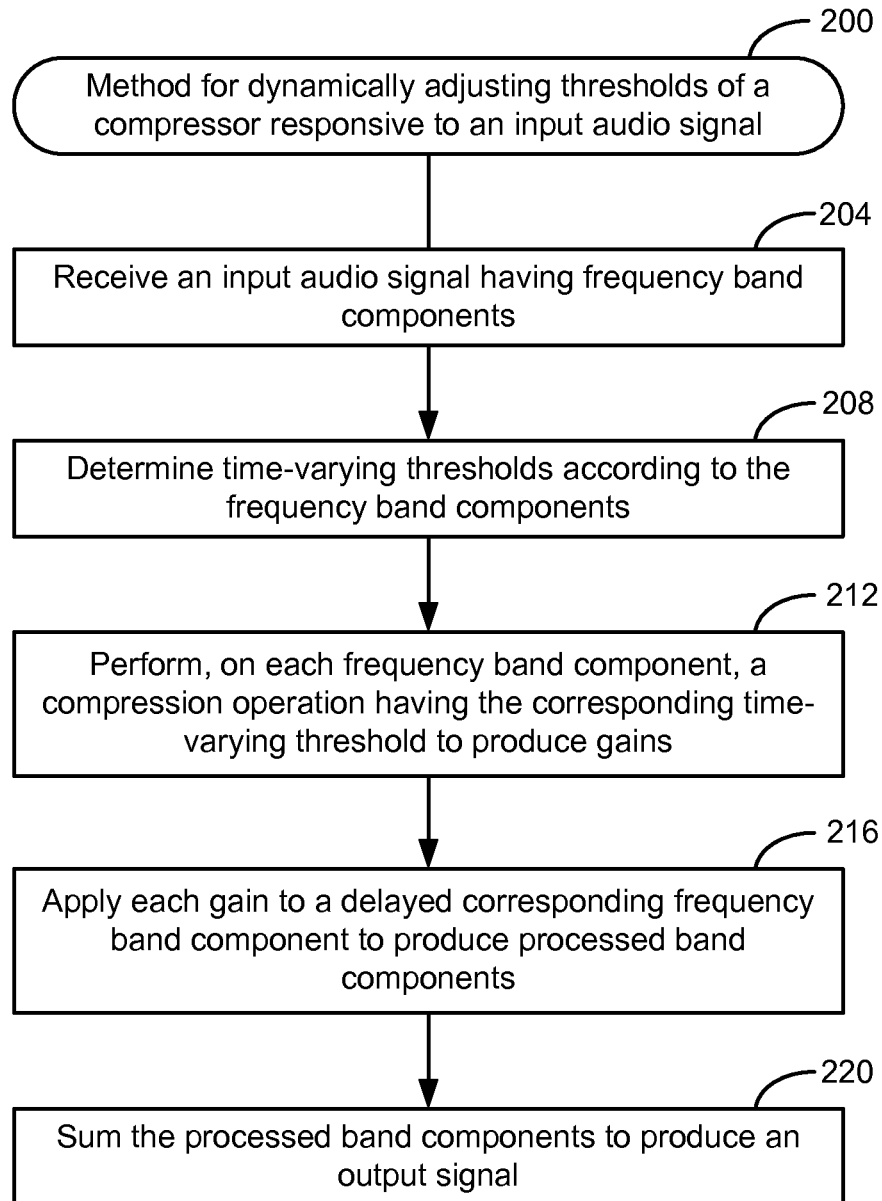 200
Method for dynamically adjusting thresholds of a
compressor responsive to an input audio signal
204
Receive an input audio signal having frequency band
components
208
Determine time-varying thresholds according to the
frequency band components
212
Perform, on each frequency band component, a
compression operation having the corresponding time-
varying threshold to produce gains
216
Apply each gain to a delayed corresponding frequency
band component to produce processed band
components
220
Sum the processed band components to produce an
output signal